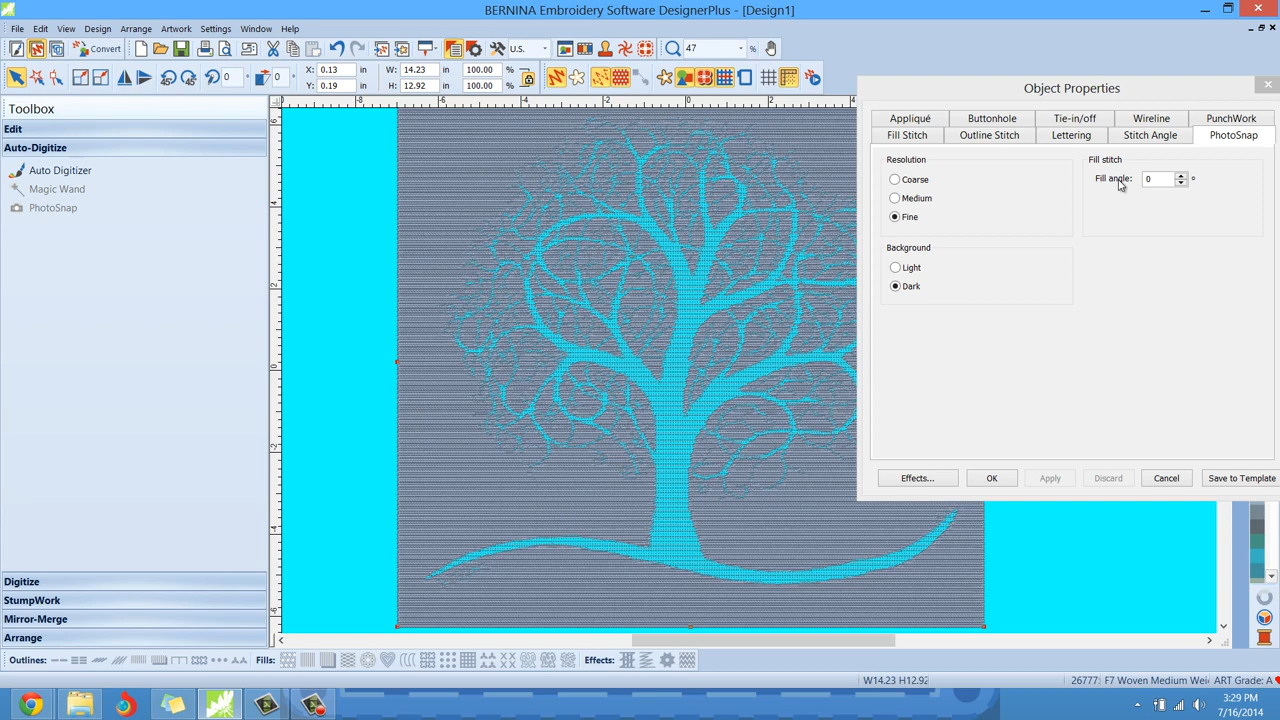 BERNINA Embroidery Software DesignerPlus - [Design1]
File Edit View Design Arrange Artwork Settings Window Help
Convert U.S. 47
0 0 X: 0.13 in W: 14.23 in 100.00 %
Y: 0.19 in H: 12.92 in 100.00 %
Toolbox
Edit
Auto-Digitize
Auto Digitizer
Magic Wand
PhotoSnap
Digitize
StumpWork
Mirror-Merge
Arrange
Object Properties
Appliqué Buttonhole Tie-in/off Wireline PunchWork
Fill Stitch Outline Stitch Lettering Stitch Angle PhotoSnap
Resolution
Coarse
Medium
Fine
Fill stitch
Fill angle: 0 °
Background
Light
Dark
Effects... OK Apply Discard Cancel Save to Template
Outlines: Fills: Effects:
W14.23 H12.92 26777: F7 Woven Medium Wei ART Grade: A
3:29 PM
7/16/2014